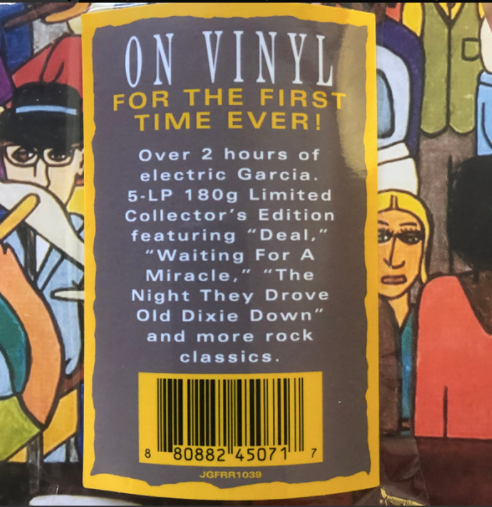 ON VINYL
FOR THE FIRST
TIME EVER!
Over 2 hours of
electric Garcia.
5-LP 180g Limited
Collector's Edition
featuring "Deal,"
"Waiting For A
Miracle," "The
Night They Drove
Old Dixie Down"
and more rock
classics.
8 80882 45071 7
JGFRR1039